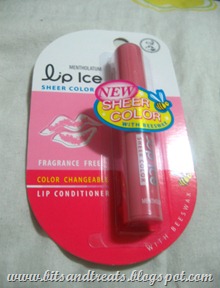 MENTHOLATUM
Lip Ice
SHEER COLOR
NEW
SHEER
COLOR
WITH BEESWAX
FRAGRANCE FREE
COLOR CHANGEABLE
LIP CONDITIONER
WITH BEESWAX
www.bitsandtreats.blogspot.com